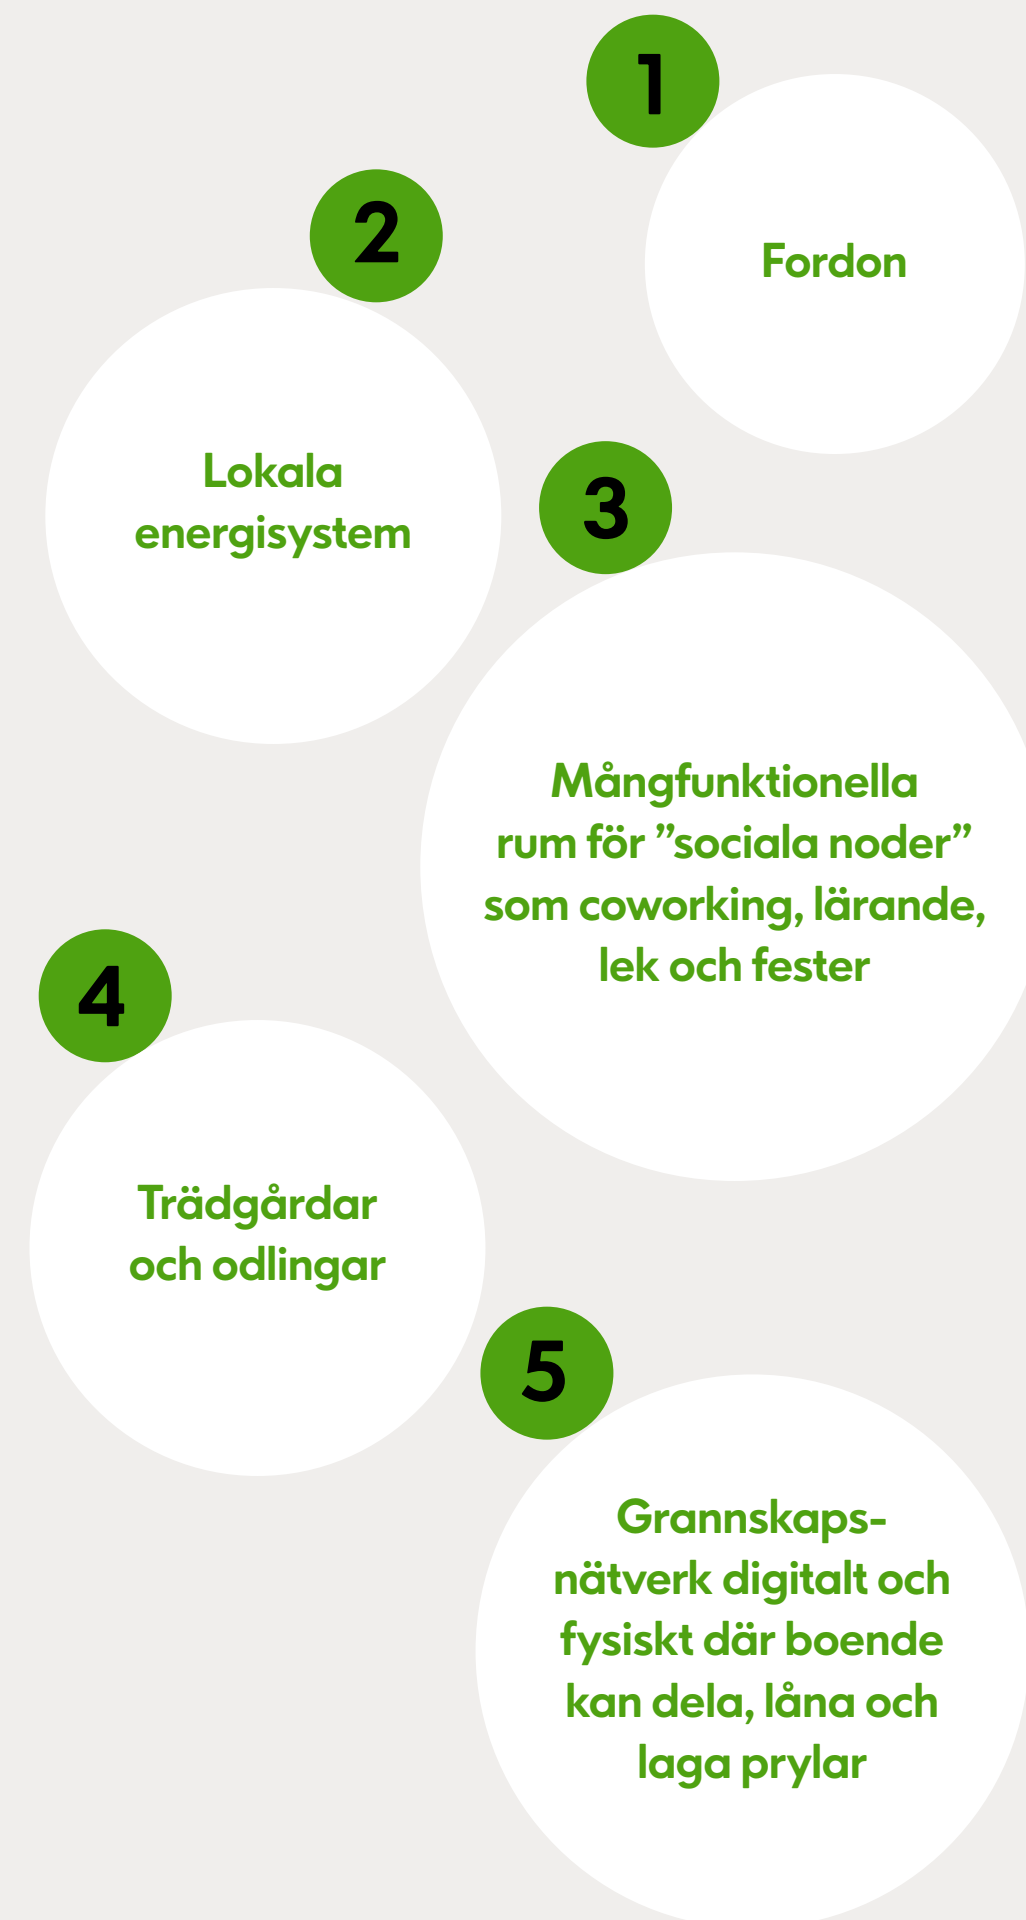 1
Fordon
2
Lokala
energisystem
3
Mångfunktionella
rum för ”sociala noder”
som coworking, lärande,
lek och fester
4
Trädgårdar
och odlingar
5
Grannskaps-
nätverk digitalt och
fysiskt där boende
kan dela, låna och
laga prylar